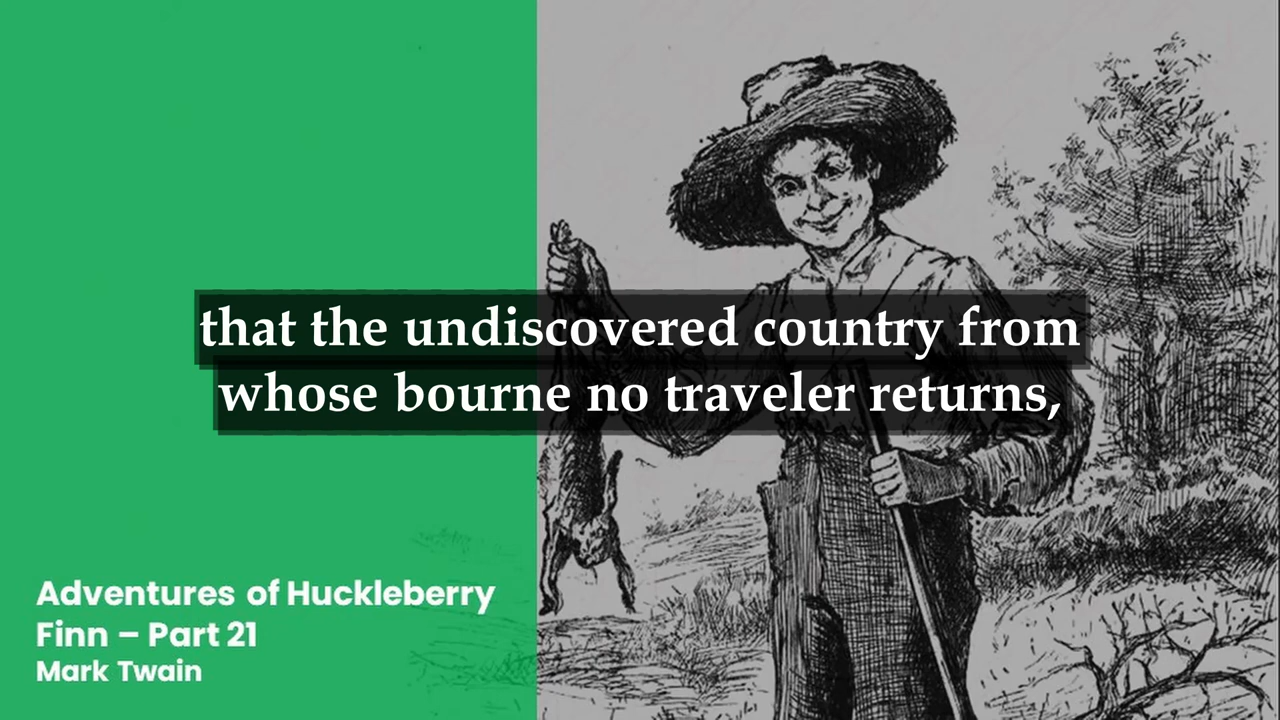 that the undiscovered country from
whose bourne no traveler returns,
Adventures of Huckleberry
Finn – Part 21
Mark Twain